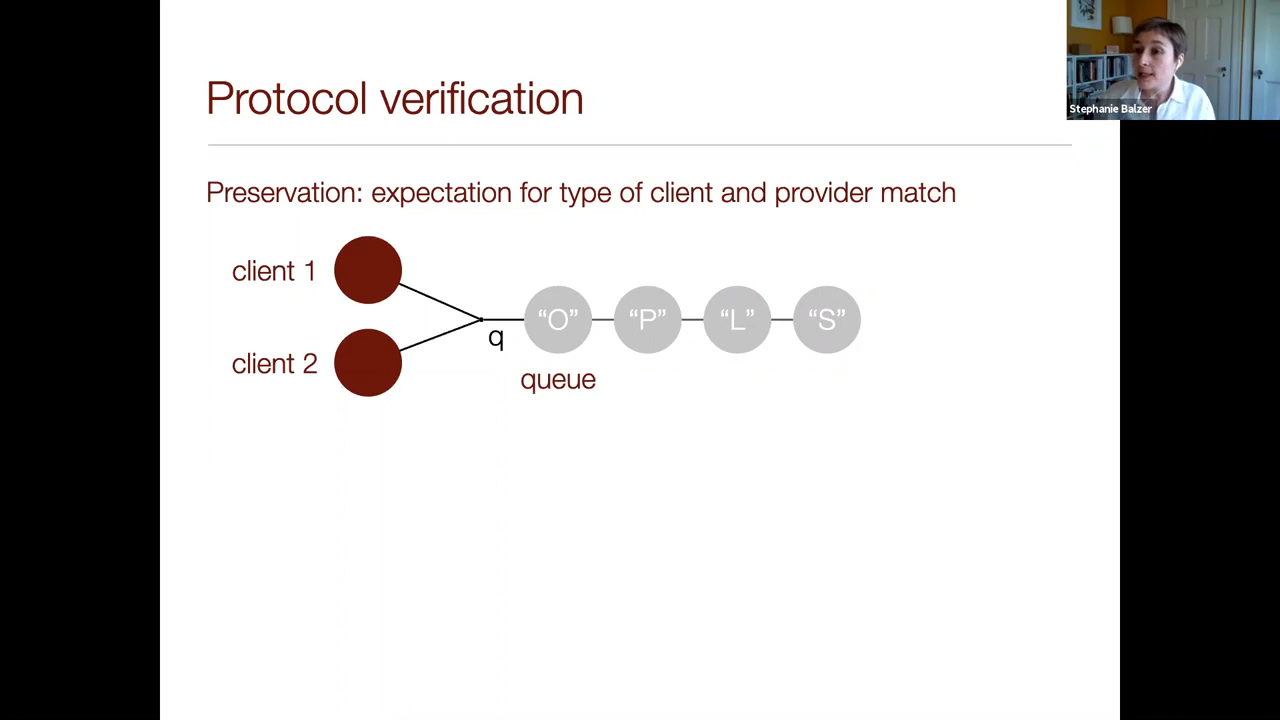 Stephanie Balzer
Protocol verification
Preservation: expectation for type of client and provider match
client 1
client 2
q
“O” “P” “L” “S”
queue